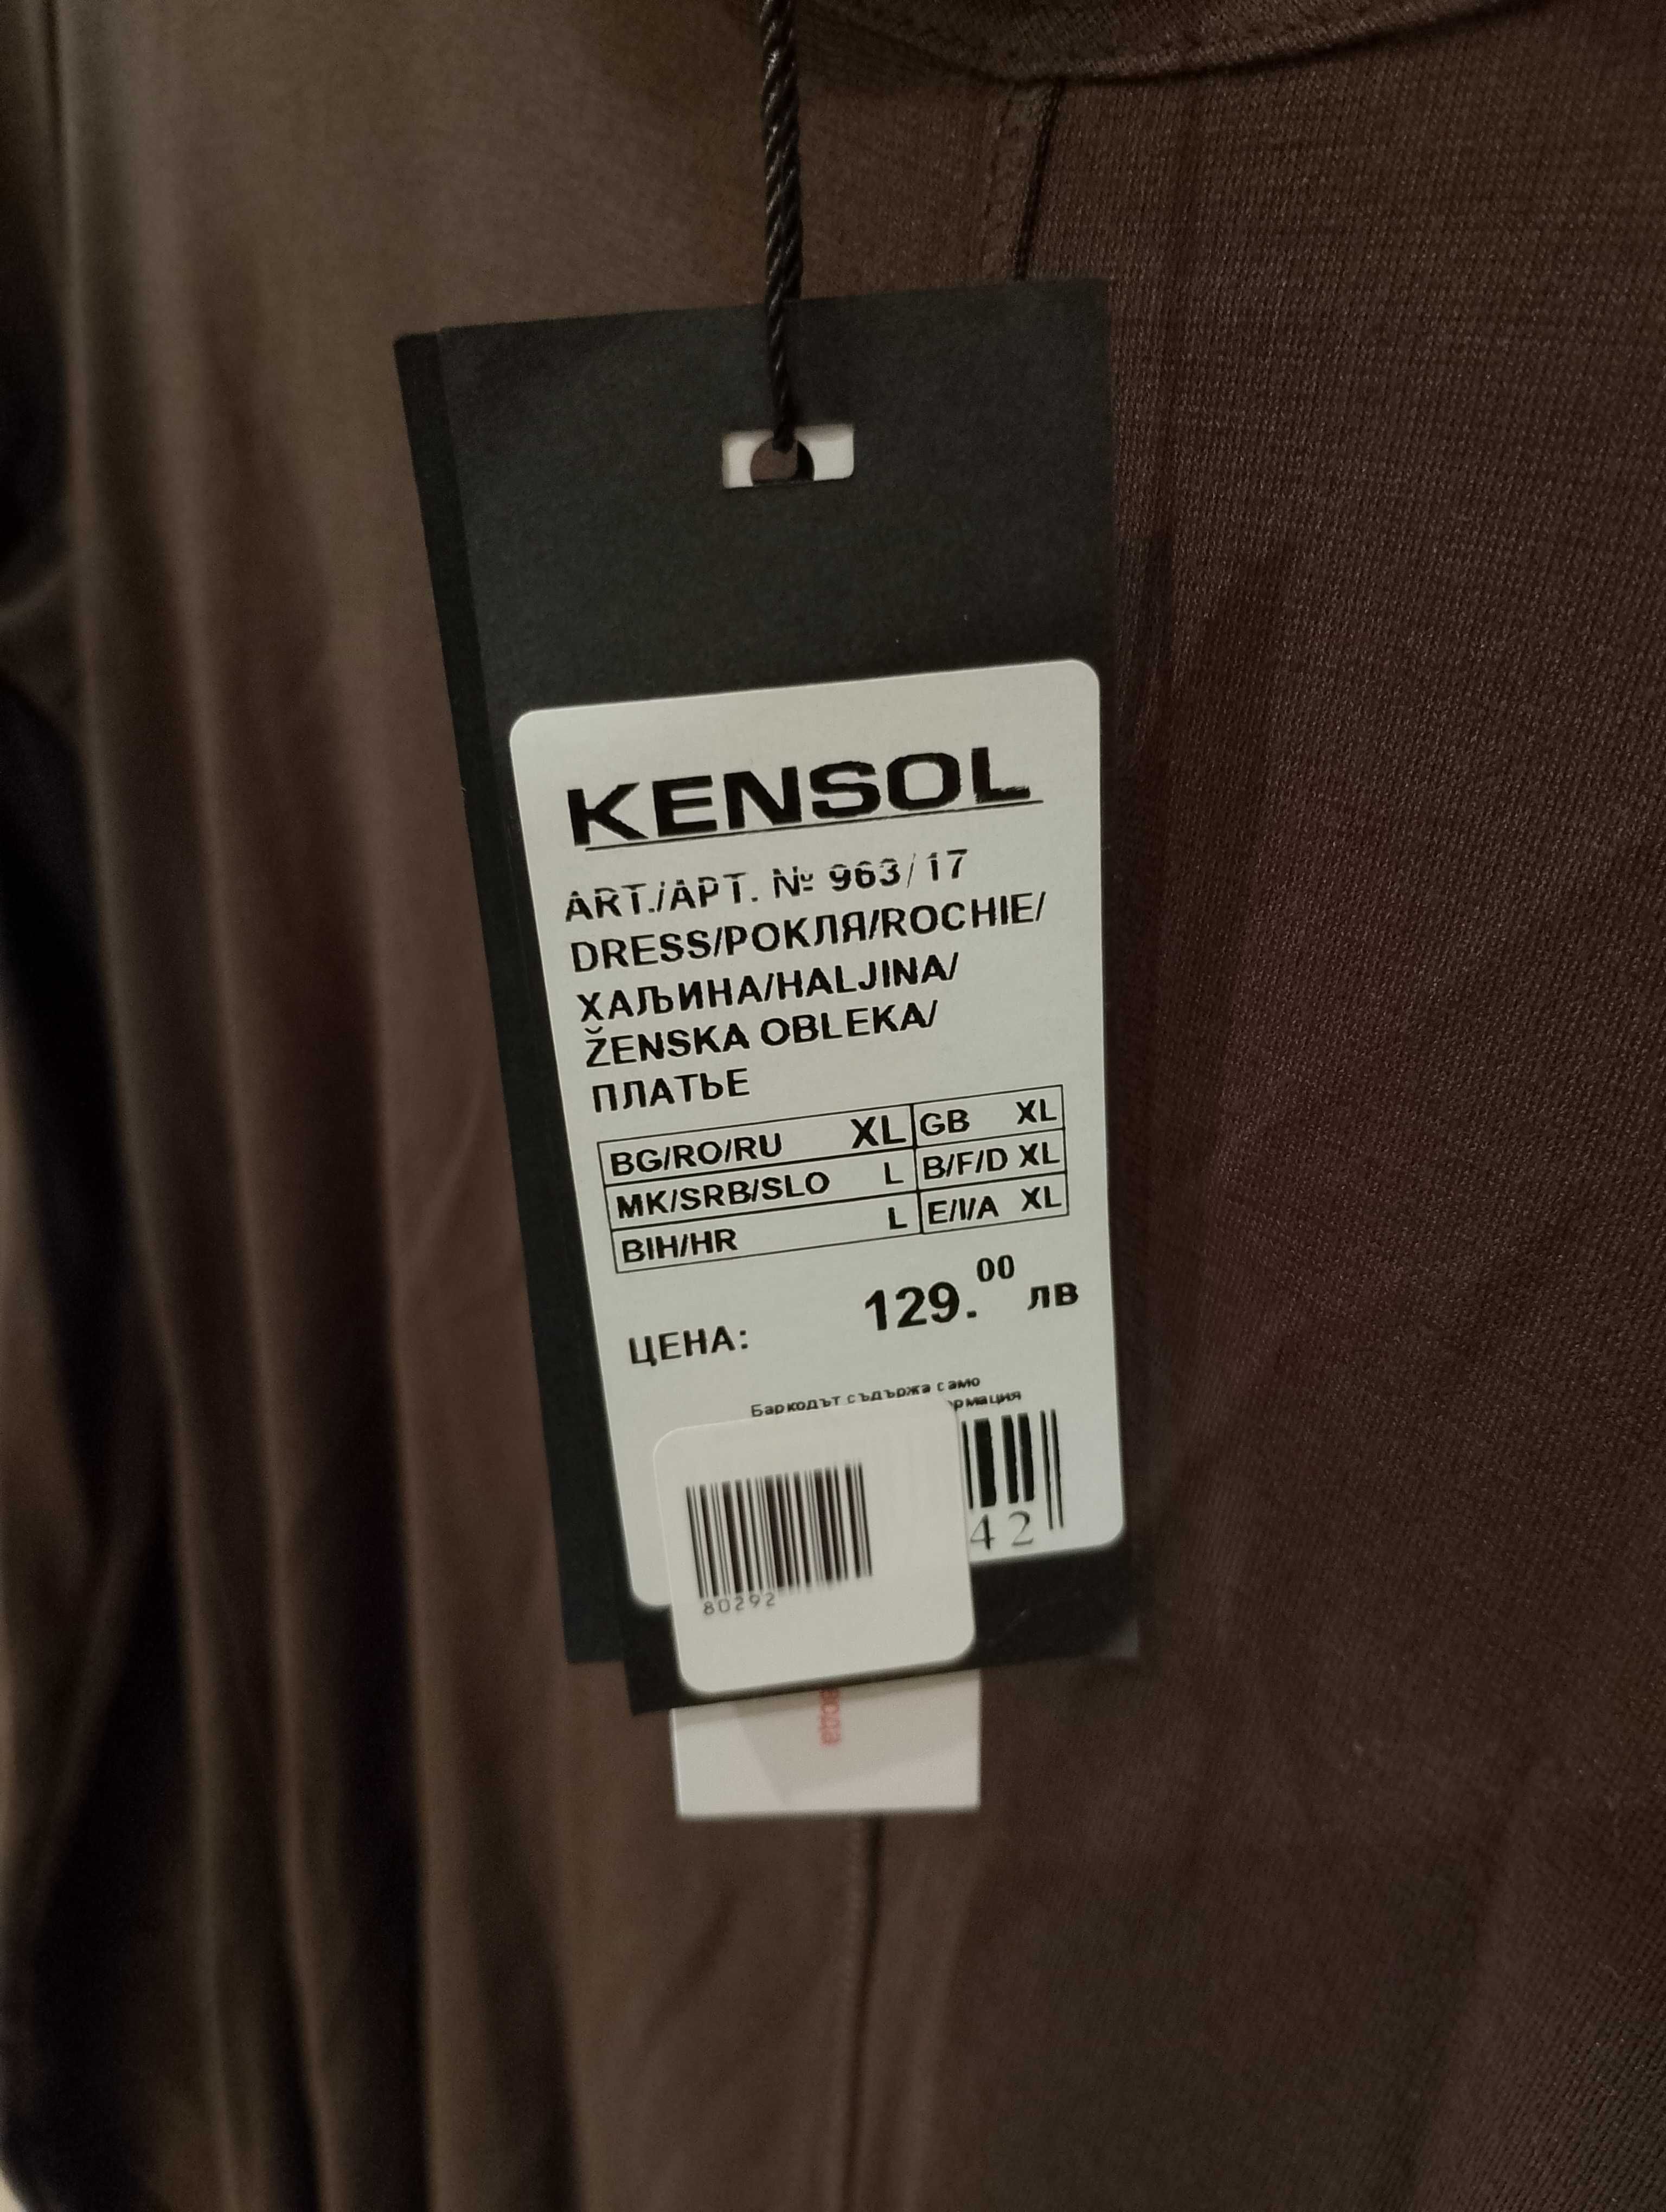 KENSOL
ART./АРТ. № 963/17
DRESS/РОКЛЯ/ROCHIE/
ХАЉИНА/HALJINA/
ŽENSKA OBLEKA/
ПЛАТЬЕ
BG/RO/RU XL GB XL
MK/SRB/SLO L B/F/D XL
BIH/HR L E/I/A XL
ЦЕНА: 129.00 лв
Баркодът съдържа само
42
80292